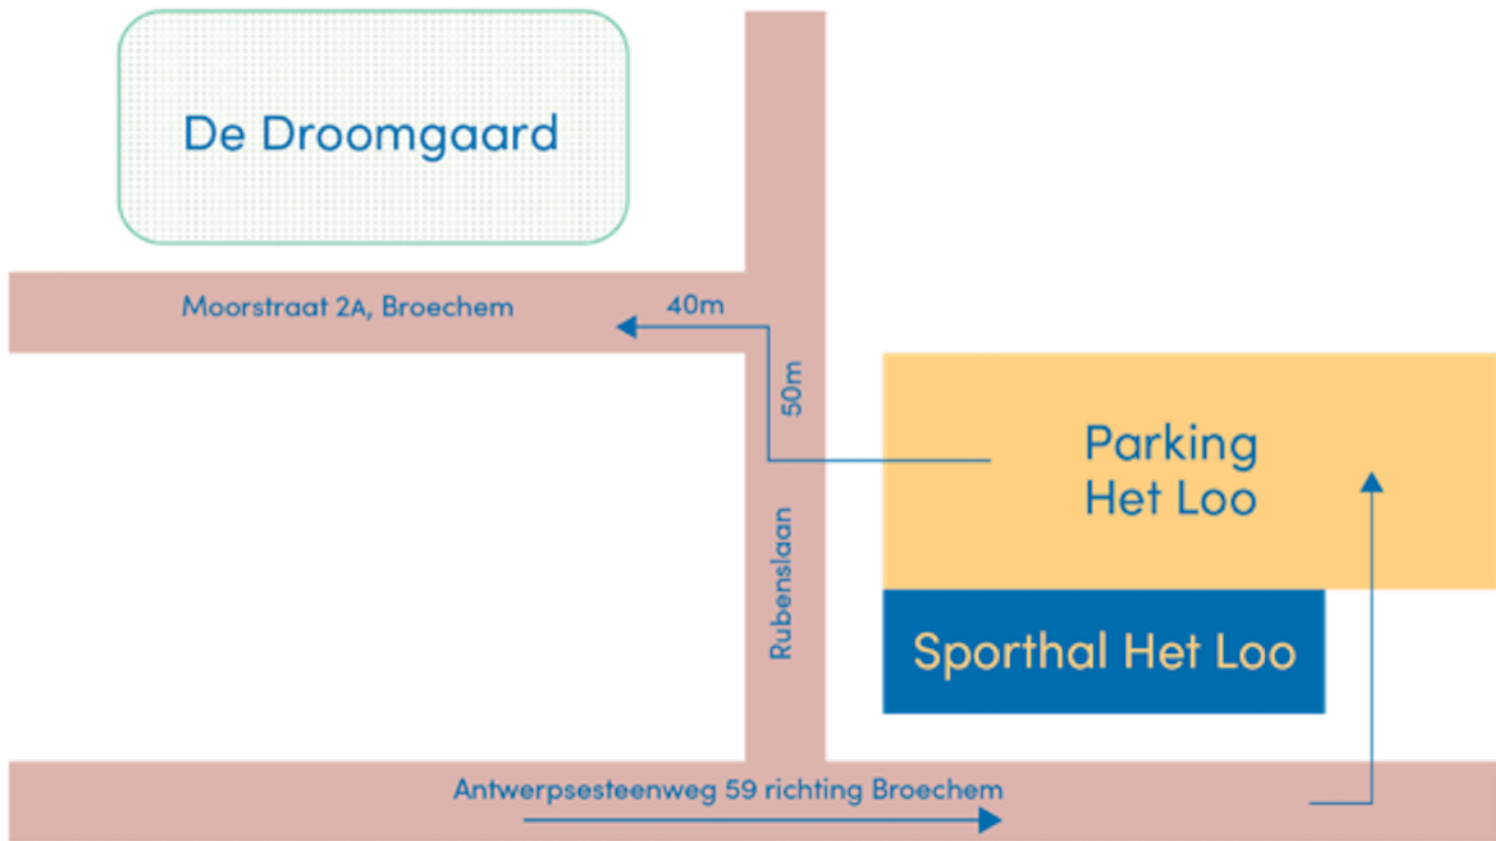 De Droomgaard
Moorstraat 2A, Broechem
40m
50m
Parking
Het Loo
Rubenslaan
Sporthal Het Loo
Antwerpsesteenweg 59 richting Broechem